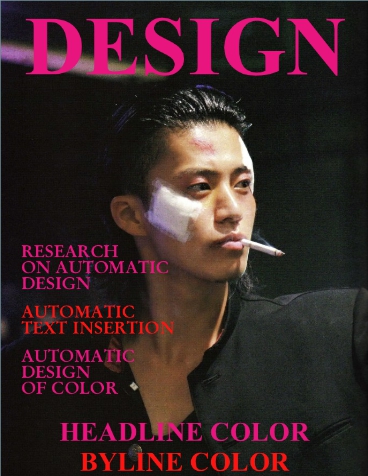 DESIGN
RESEARCH
ON AUTOMATIC
DESIGN
AUTOMATIC
TEXT INSERTION
AUTOMATIC
DESIGN
OF COLOR
HEADLINE COLOR
BYLINE COLOR